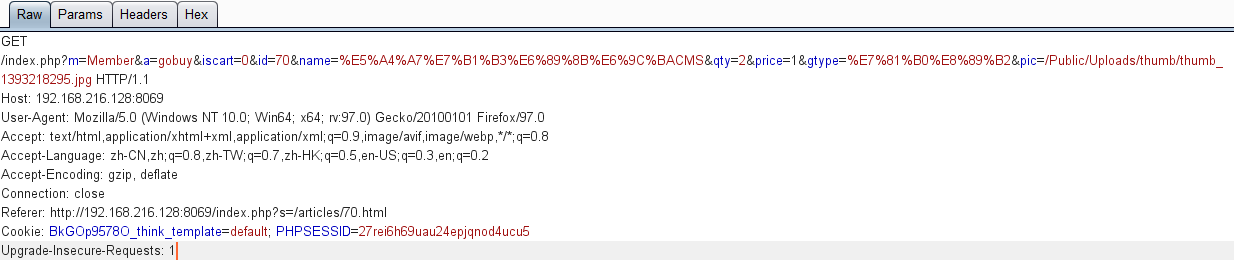 Raw Params Headers Hex
GET
/index.php?m=Member&a=gobuy&iscart=0&id=70&name=%E5%A4%A7%E7%B1%B3%E6%89%8B%E6%9C%BACMS&qty=2&price=1&gtype=%E7%81%B0%E8%89%B2&pic=/Public/Uploads/thumb/thumb_
1393218295.jpg HTTP/1.1
Host: 192.168.216.128:8069
User-Agent: Mozilla/5.0 (Windows NT 10.0; Win64; x64; rv:97.0) Gecko/20100101 Firefox/97.0
Accept: text/html,application/xhtml+xml,application/xml;q=0.9,image/avif,image/webp,*/*;q=0.8
Accept-Language: zh-CN,zh;q=0.8,zh-TW;q=0.7,zh-HK;q=0.5,en-US;q=0.3,en;q=0.2
Accept-Encoding: gzip, deflate
Connection: close
Referer: http://192.168.216.128:8069/index.php?s=/articles/70.html
Cookie: BkGOp9578O_think_template=default; PHPSESSID=27rei6h69uau24epjqnod4ucu5
Upgrade-Insecure-Requests: 1